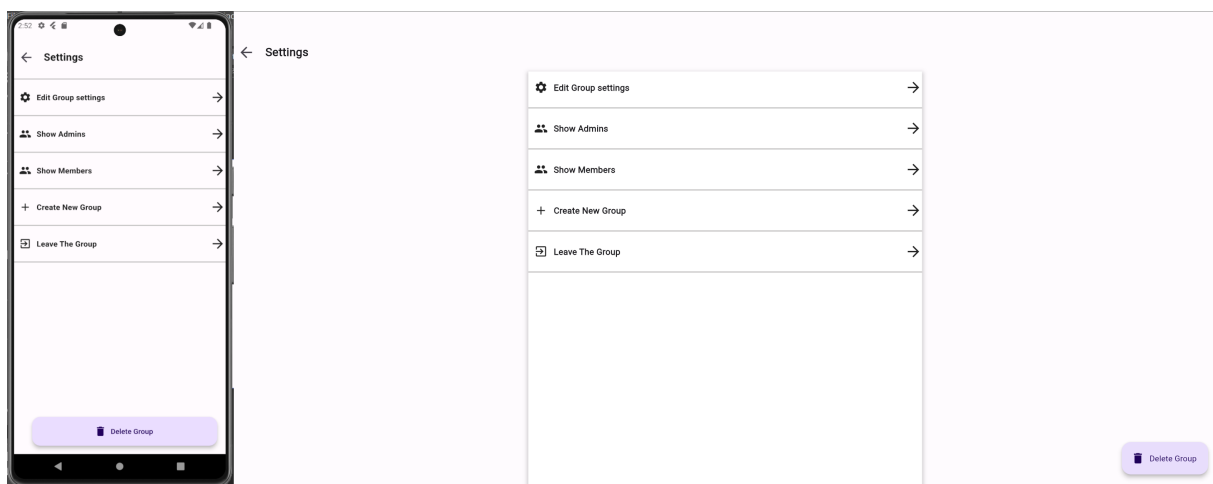 2:52
Settings
Edit Group settings
Show Admins
Show Members
Create New Group
Leave The Group
Delete Group
Settings
Edit Group settings
Show Admins
Show Members
Create New Group
Leave The Group
Delete Group